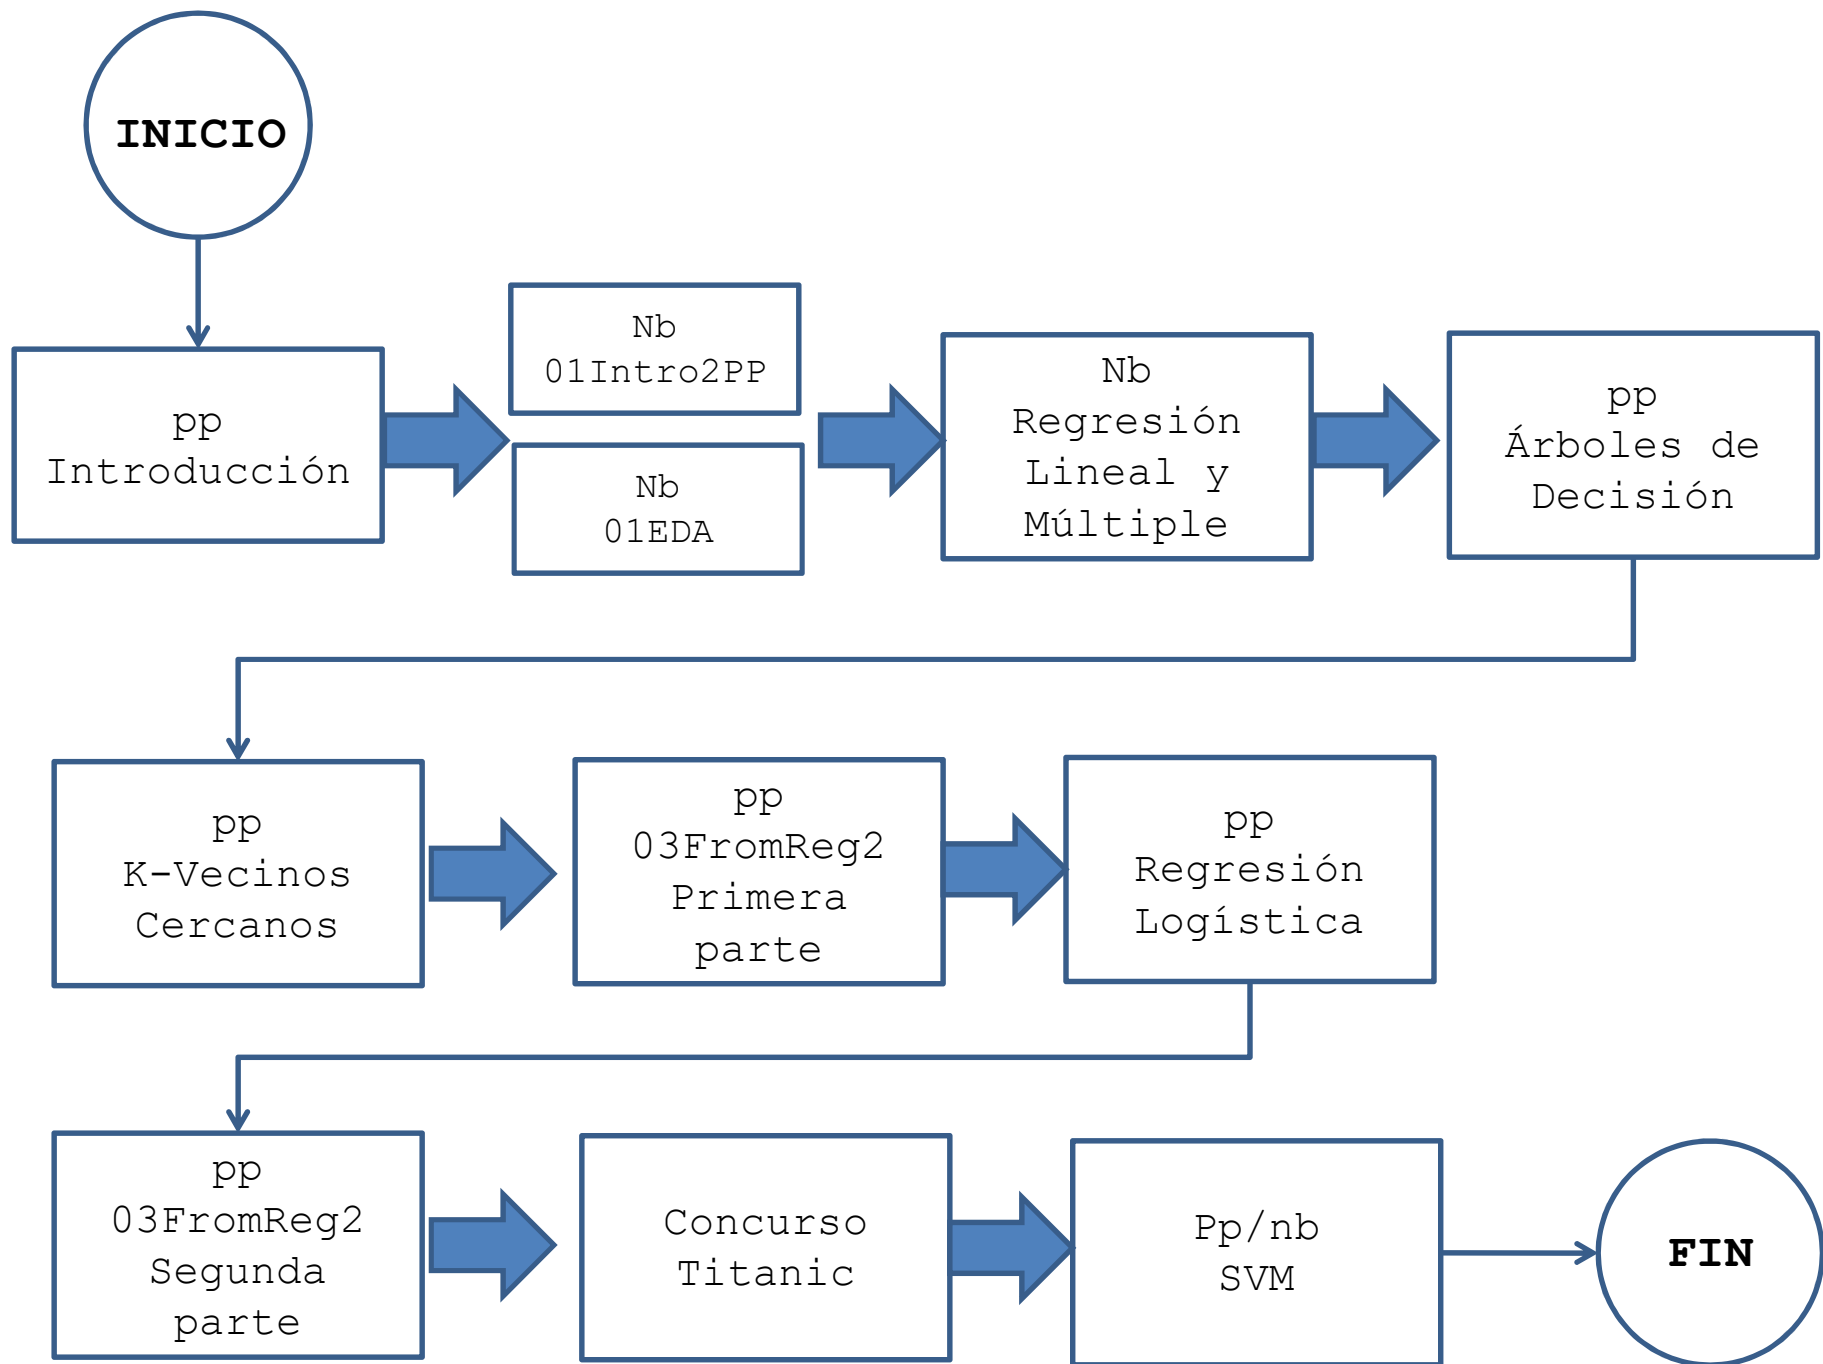 INICIO
pp
Introducción
Nb
01Intro2PP
Nb
01EDA
Nb
Regresión
Lineal y
Múltiple
pp
Árboles de
Decisión
pp
K-Vecinos
Cercanos
pp
03FromReg2
Primera
parte
pp
Regresión
Logística
pp
03FromReg2
Segunda
parte
Concurso
Titanic
Pp/nb
SVM
FIN